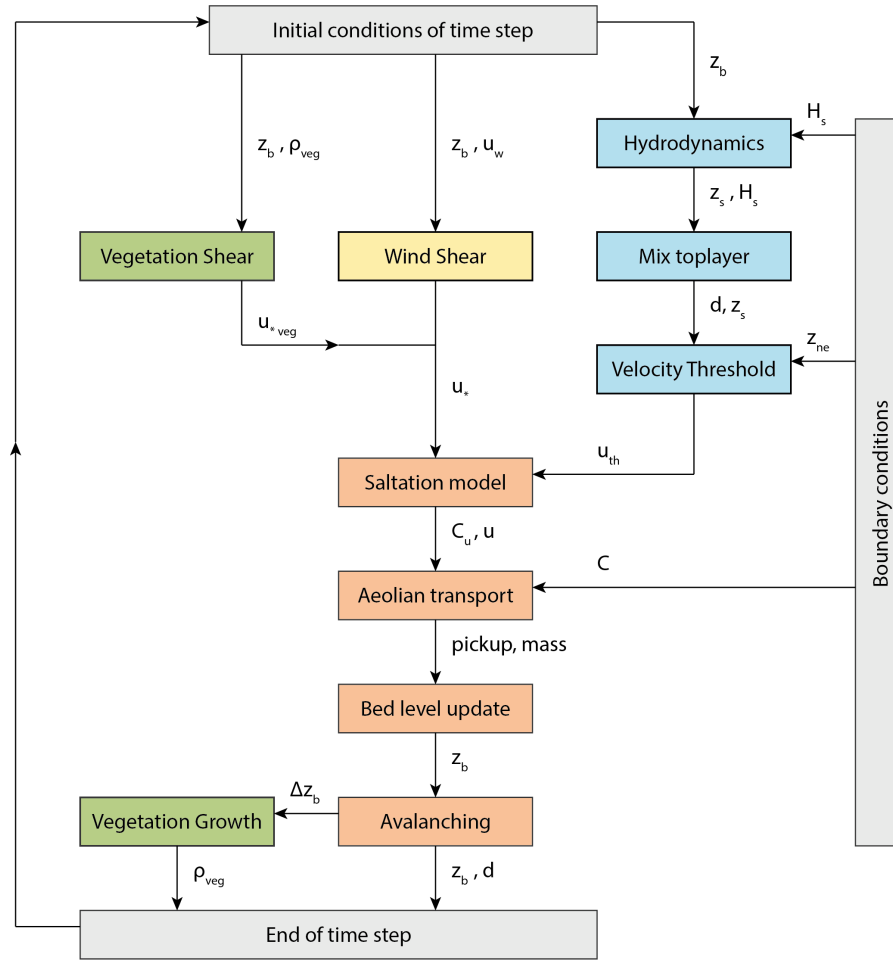 Initial conditions of time step
z_b
H_s
z_b , ρ_veg
z_b , u_w
Hydrodynamics
z_s , H_s
Vegetation Shear
Wind Shear
Mix toplayer
d, z_s
u_* veg
z_ne
Velocity Threshold
u_*
u_th
Saltation model
C_u , u
Boundary conditions
C
Aeolian transport
pickup, mass
Bed level update
z_b
Δz_b
Vegetation Growth
Avalanching
ρ_veg
z_b , d
End of time step